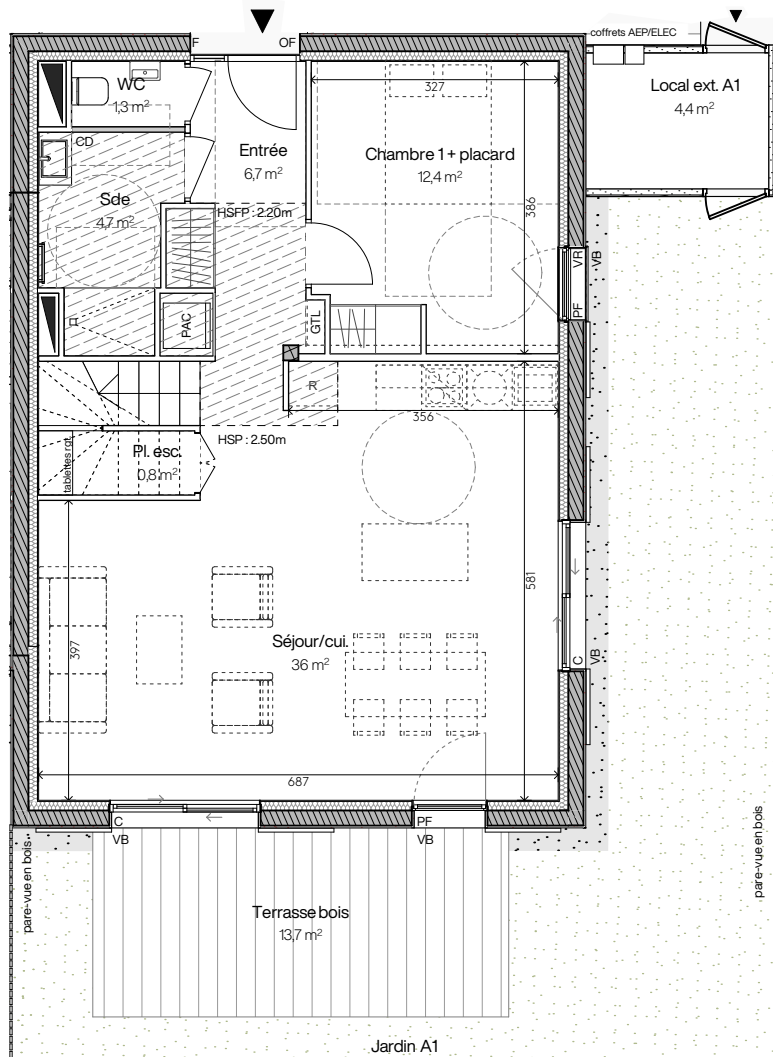 coffrets AEP/ELEC
F
OF
WC
1,3 m²
327
Local ext. A1
4,4 m²
CD
Entrée
6,7 m²
Chambre 1 + placard
12,4 m²
Sde
4,7 m²
HSFP : 2.20m
386
VR
VB
PF
PAC
GTL
R
356
HSP : 2.50m
Pl. esc.
0,8 m²
tablettes rgt.
581
397
Séjour/cui.
36 m²
C
VB
687
C
VB
PF
VB
pare-vue en bois
pare-vue en bois
Terrasse bois
13,7 m²
Jardin A1